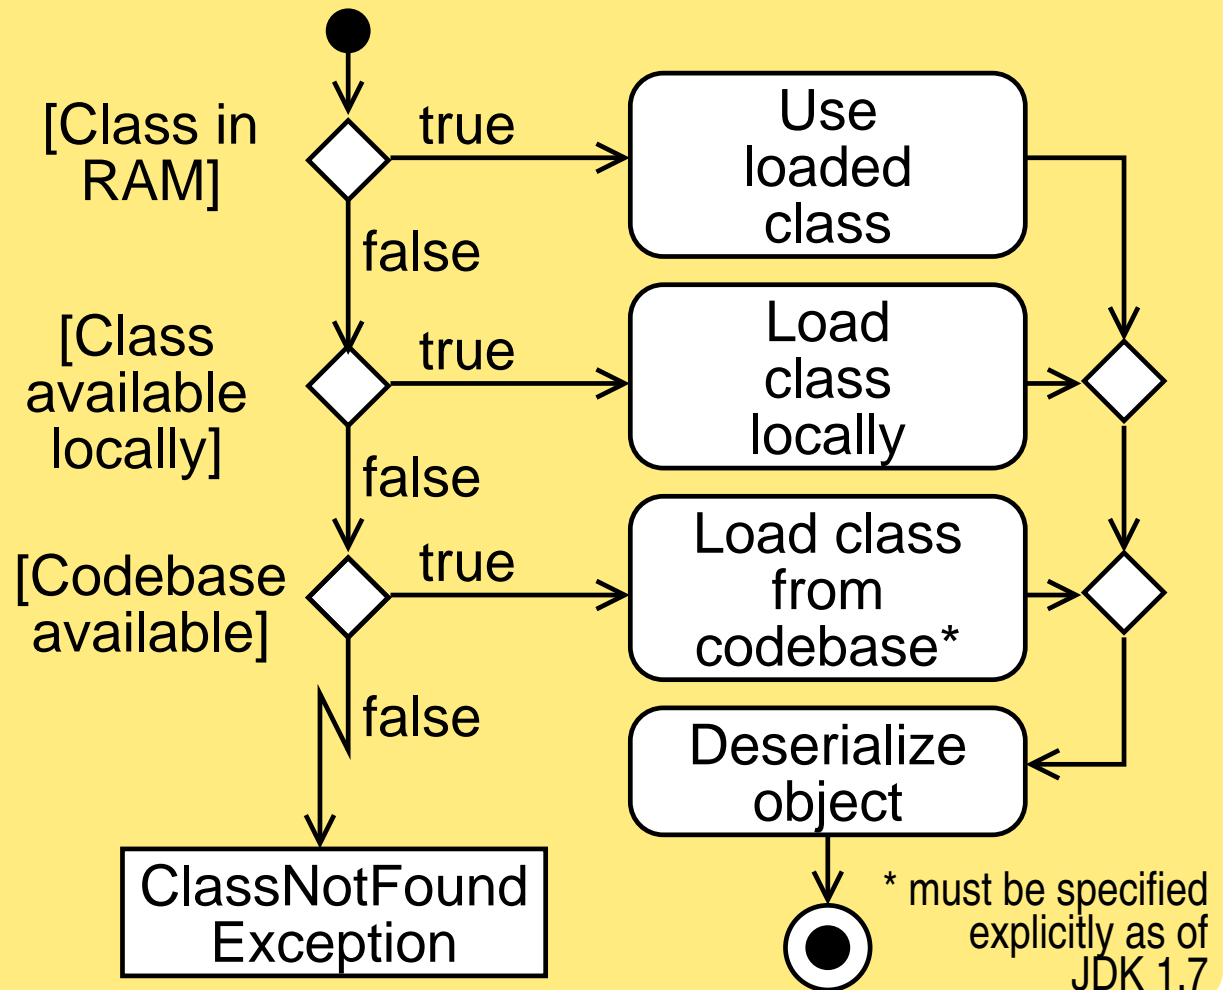 [Class in
RAM]
true
Use
loaded
class
false
[Class
available
locally]
true
Load
class
locally
false
[Codebase
available]
true
Load class
from
codebase*
false
Deserialize
object
ClassNotFound
Exception
* must be specified
explicitly as of
JDK 1.7